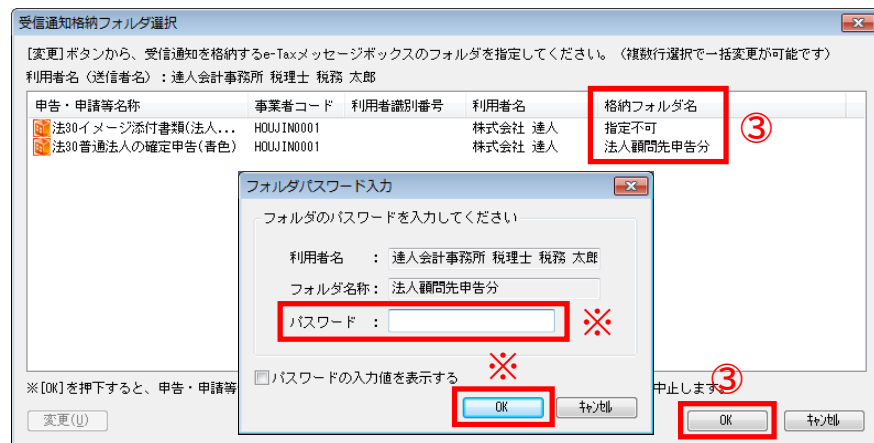 受信通知格納フォルダ選択
[変更]ボタンから、受信通知を格納するe-Taxメッセージボックスのフォルダを指定してください。（複数行選択で一括変更が可能です）
利用者名（送信者名）：達人会計事務所 税理士 税務 太郎
申告・申請等名称 事業者コード 利用者識別番号 利用者名 格納フォルダ名
法30イメージ添付書類(法人... HOUJIN0001 株式会社 達人 指定不可
③
法30普通法人の確定申告(青色) HOUJIN0001 株式会社 達人 法人顧問先申告分
フォルダパスワード入力
フォルダのパスワードを入力してください
利用者名 ： 達人会計事務所 税理士 税務 太郎
フォルダ名称： 法人顧問先申告分
パスワード ： ※
パスワードの入力値を表示する ※
OK ｷｬﾝｾﾙ
※[OK]を押下すると、申告・申請等 中止します。
③
変更(U) OK ｷｬﾝｾﾙ